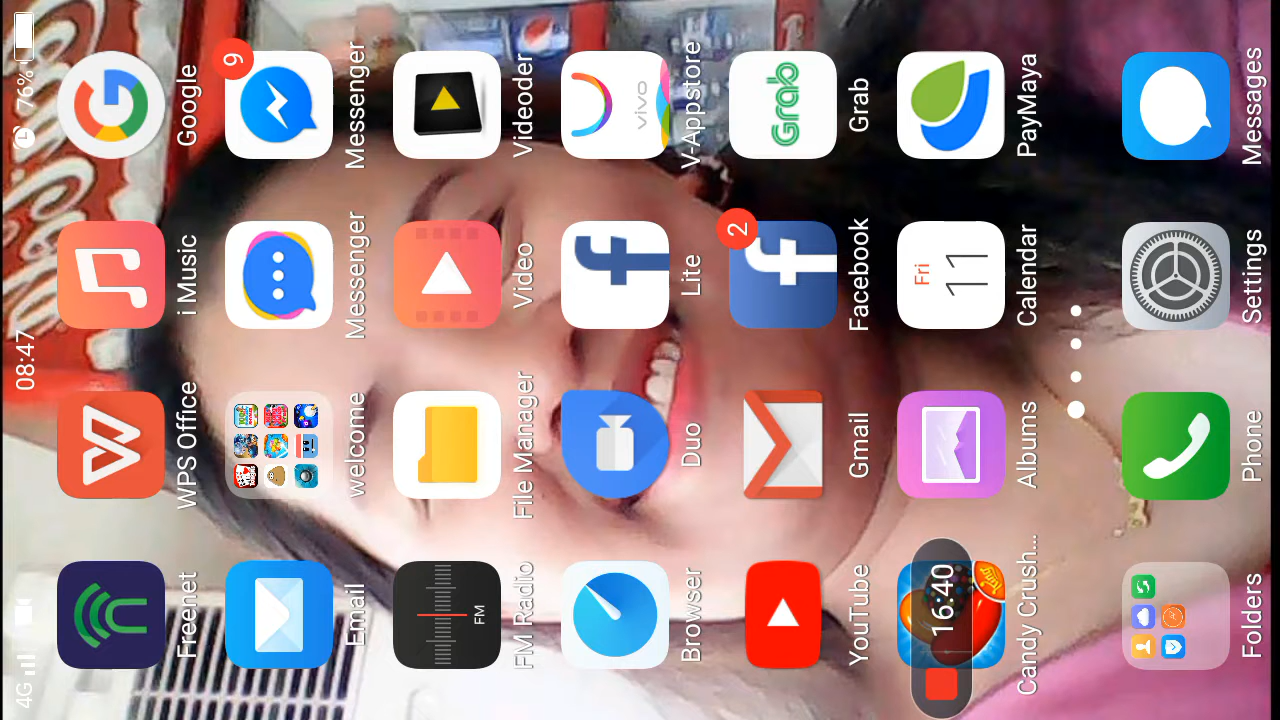 4G 08:47 76%
Freenet WPS Office i Music Google
9
Email welcome Messenger Messenger
FM
FM Radio File Manager Video Videoder
vivo
Browser Duo Lite V-Appstore
2
Grab
YouTube Gmail Facebook Grab
16:40
Fri
11
Candy Crush... Albums Calendar PayMaya
Folders Phone Settings Messages
Coca-Cola